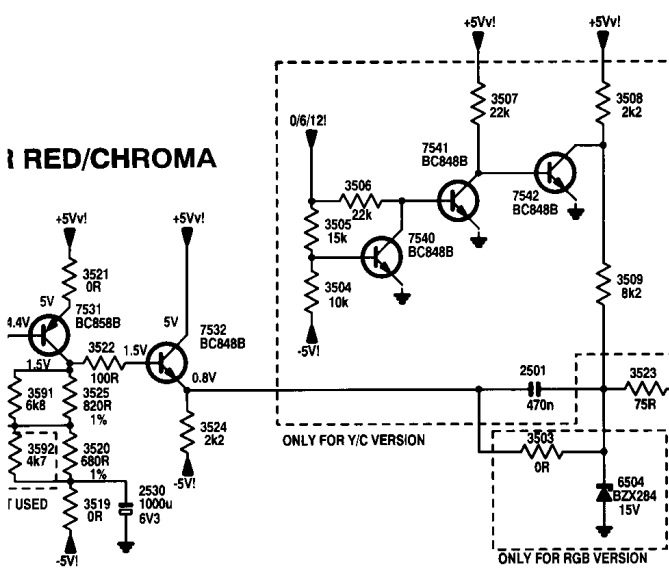 +5Vv!
+5Vv!
3507
22k
3508
2k2
0/6/12!
7541
BC848B
RED/CHROMA
3506
22k
7542
BC848B
+5Vv!
+5Vv!
3505
15k
7540
BC848B
3521
0R
3509
8k2
3504
10k
5V
7531
BC858B
5V
7532
BC848B
4.4V
3522
100R
1.5V
1.5V
-5V!
0.8V
2501
470n
3523
75R
3591
6k8
3525
820R
1%
3524
2k2
ONLY FOR Y/C VERSION
3503
0R
3592
4k7
3520
680R
1%
-5V!
6504
BZX284
15V
T USED
3519
0R
2530
1000u
6V3
-5V!
ONLY FOR RGB VERSION